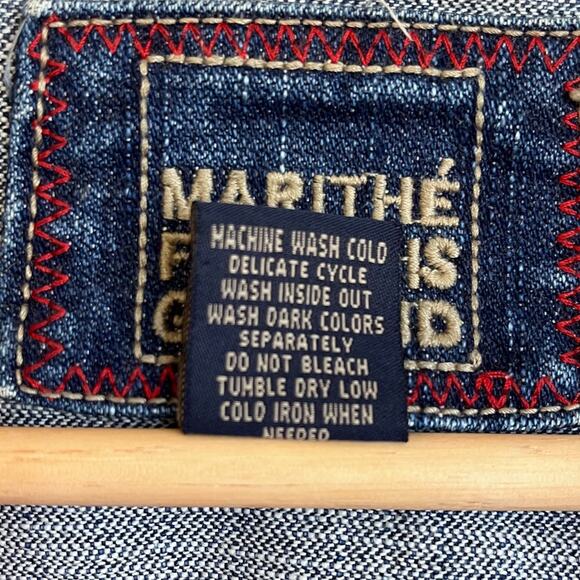 MARITHÉ
MACHINE WASH COLD
DELICATE CYCLE
WASH INSIDE OUT
WASH DARK COLORS
SEPARATELY
DO NOT BLEACH
TUMBLE DRY LOW
COLD IRON WHEN
NEEDED